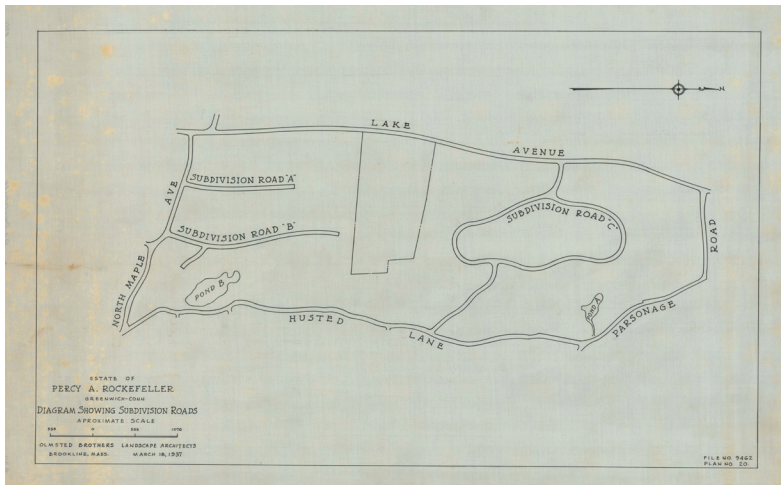 N
LAKE
AVENUE
SUBDIVISION ROAD "A"
AVE
SUBDIVISION ROAD "C"
SUBDIVISION ROAD "B"
ROAD
NORTH MAPLE
POND B
POND A
HUSTED
LANE
PARSONAGE
ESTATE OF
PERCY A. ROCKEFELLER
GREENWICH-CONN
DIAGRAM SHOWING SUBDIVISION ROADS
APROXIMATE SCALE
0
OLMSTED BROTHERS LANDSCAPE ARCHITECTS
BROOKLINE, MASS. MARCH 18, 1937
FILE NO. 9462
PLAN NO. 20